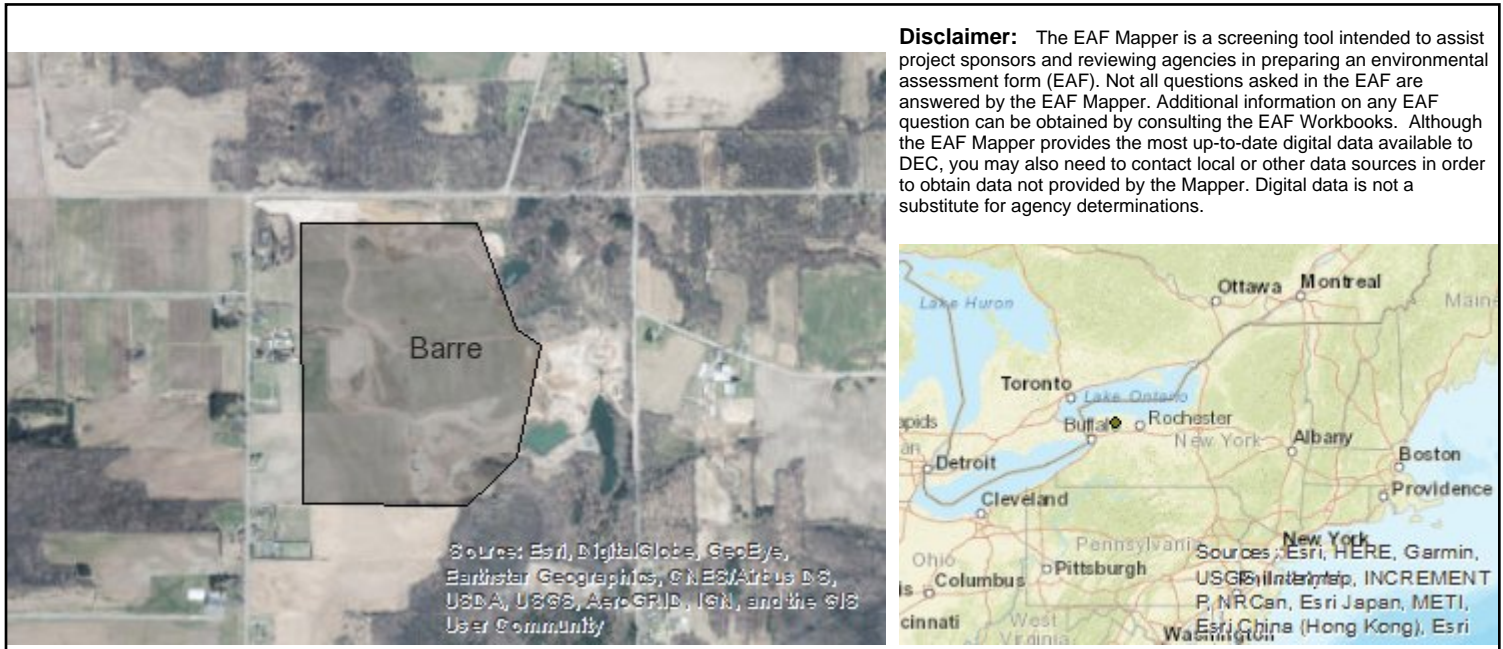 Disclaimer: The EAF Mapper is a screening tool intended to assist
project sponsors and reviewing agencies in preparing an environmental
assessment form (EAF). Not all questions asked in the EAF are
answered by the EAF Mapper. Additional information on any EAF
question can be obtained by consulting the EAF Workbooks. Although
the EAF Mapper provides the most up-to-date digital data available to
DEC, you may also need to contact local or other data sources in order
to obtain data not provided by the Mapper. Digital data is not a
substitute for agency determinations.
Barre
Source: Esri, DigitalGlobe, GeoEye,
Earthstar Geographics, CNES/Airbus DS,
USDA, USGS, AeroGRID, IGN, and the GIS
User Community
Ottawa
Montreal
Lake Huron
Maine
Toronto
Lake Ontario
Buffalo
Rochester
New York
Albany
Detroit
Boston
Providence
Cleveland
New York
Pennsylvania
Ohio
Pittsburgh
Columbus
West
Virginia
Washington
Sources: Esri, HERE, Garmin,
USGS, Intermap, INCREMENT
P, NRCan, Esri Japan, METI,
Esri China (Hong Kong), Esri